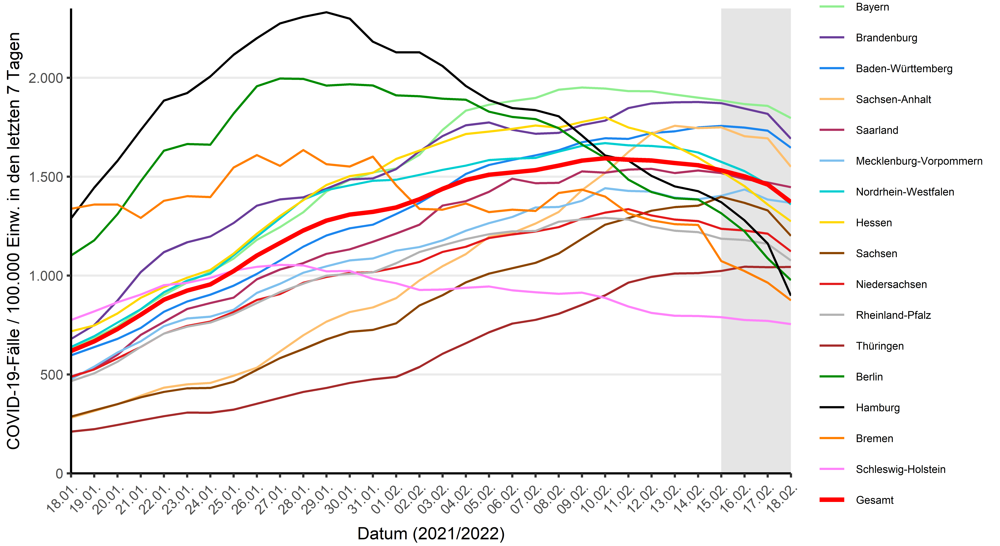 COVID-19-Fälle / 100.000 Einw. in den letzten 7 Tagen
2.000
1.500
1.000
500
0
18.01.
19.01.
20.01.
21.01.
22.01.
23.01.
24.01.
25.01.
26.01.
27.01.
28.01.
29.01.
30.01.
31.01.
01.02.
02.02.
03.02.
04.02.
05.02.
06.02.
07.02.
08.02.
09.02.
10.02.
11.02.
12.02.
13.02.
14.02.
15.02.
16.02.
17.02.
18.02.
Datum (2021/2022)
Bayern
Brandenburg
Baden-Württemberg
Sachsen-Anhalt
Saarland
Mecklenburg-Vorpommern
Nordrhein-Westfalen
Hessen
Sachsen
Niedersachsen
Rheinland-Pfalz
Thüringen
Berlin
Hamburg
Bremen
Schleswig-Holstein
Gesamt